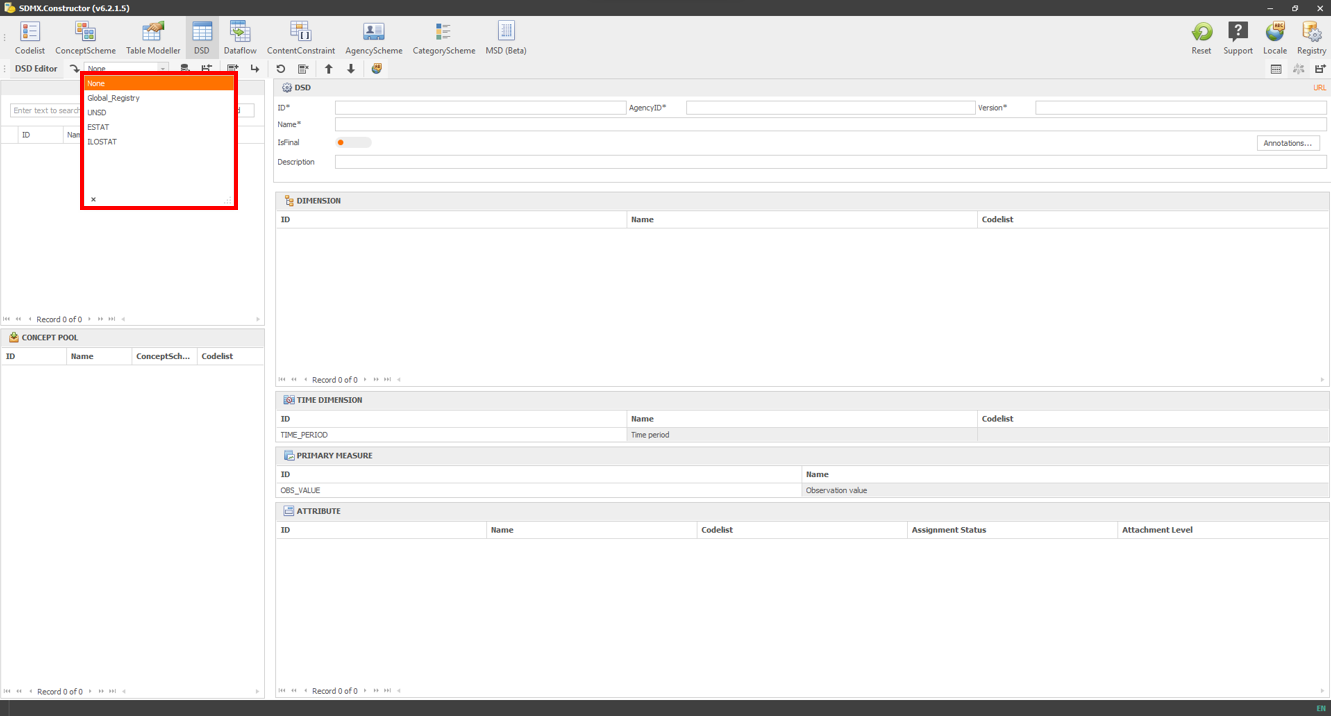 SDMX.Constructor (v6.2.1.5)
Codelist ConceptScheme Table Modeller DSD Dataflow ContentConstraint AgencyScheme CategoryScheme MSD (Beta) Reset Support Locale Registry
DSD Editor None
None
Global_Registry
UNSD
ESTAT
ILOSTAT
Enter text to search
ID
Record 0 of 0
CONCEPT POOL
ID Name ConceptSch... Codelist
Record 0 of 0
DSD URL
ID* AgencyID* Version*
Name*
IsFinal Annotations...
Description
DIMENSION
ID Name Codelist
Record 0 of 0
TIME DIMENSION
ID Name Codelist
TIME_PERIOD Time period
PRIMARY MEASURE
ID Name
OBS_VALUE Observation value
ATTRIBUTE
ID Name Codelist Assignment Status Attachment Level
Record 0 of 0
EN